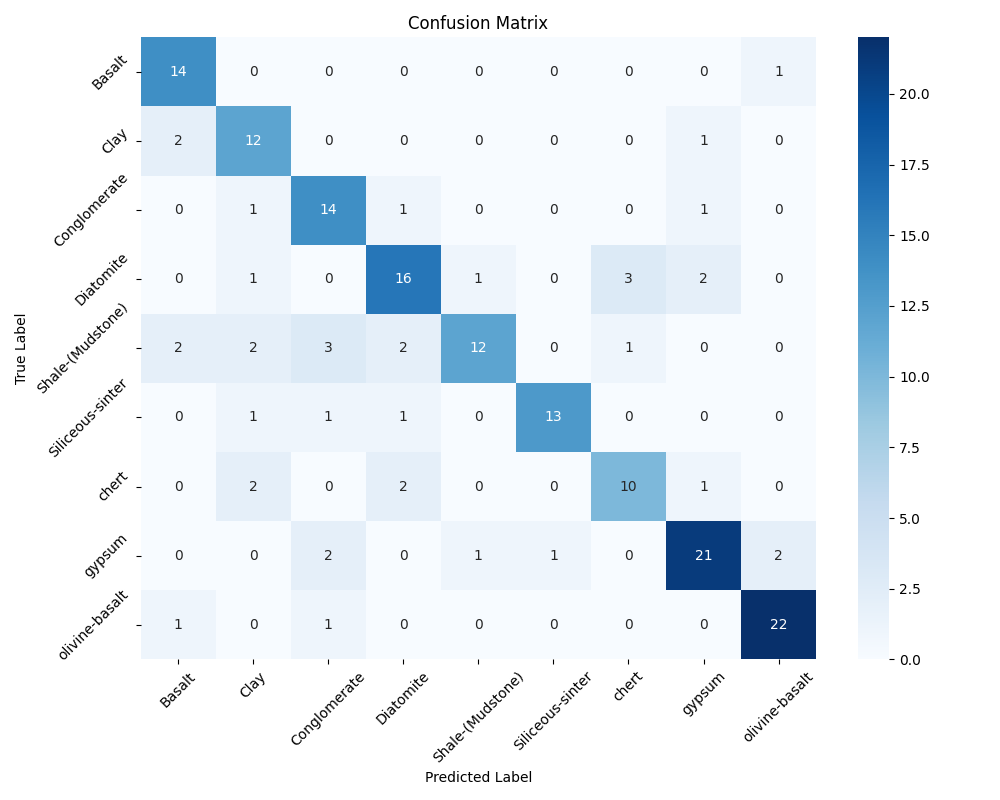 Confusion Matrix
True Label
Basalt 14 0 0 0 0 0 0 0 1
Clay 2 12 0 0 0 0 0 1 0
Conglomerate 0 1 14 1 0 0 0 1 0
Diatomite 0 1 0 16 1 0 3 2 0
Shale-(Mudstone) 2 2 3 2 12 0 1 0 0
Siliceous-sinter 0 1 1 1 0 13 0 0 0
chert 0 2 0 2 0 0 10 1 0
gypsum 0 0 2 0 1 1 0 21 2
olivine-basalt 1 0 1 0 0 0 0 0 22
Basalt Clay Conglomerate Diatomite Shale-(Mudstone) Siliceous-sinter chert gypsum olivine-basalt
Predicted Label
20.0
17.5
15.0
12.5
10.0
7.5
5.0
2.5
0.0